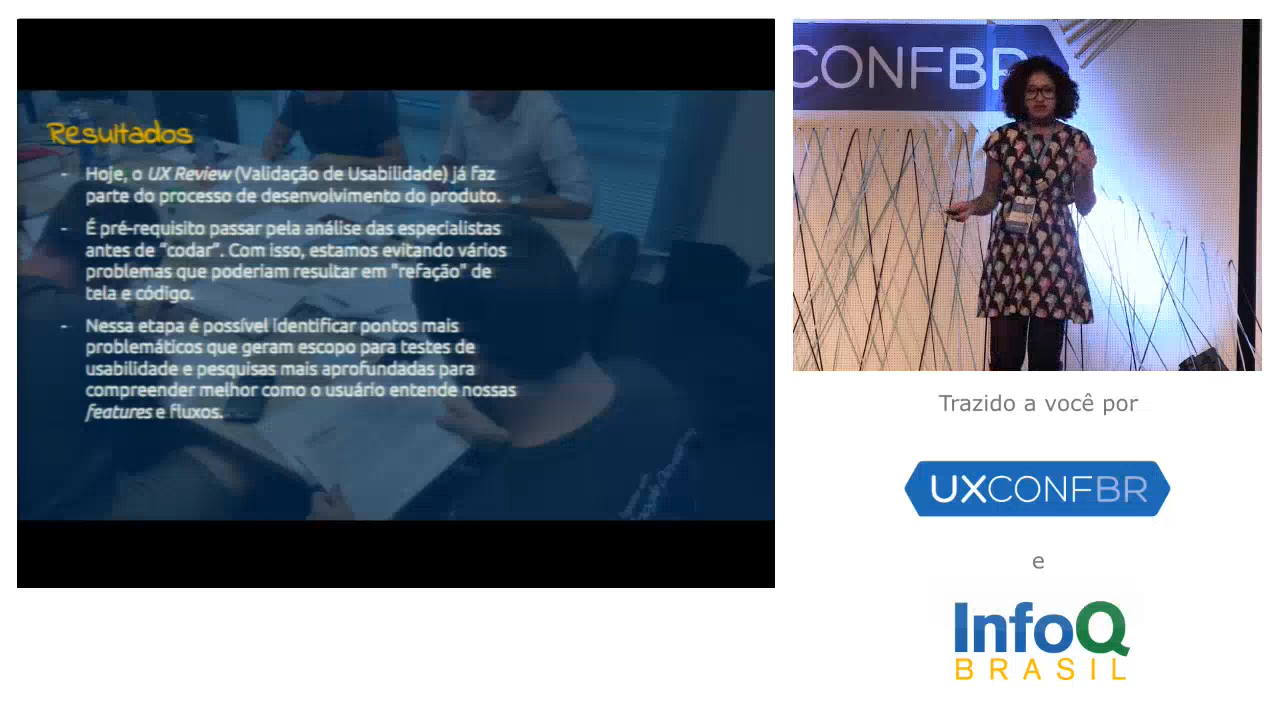 Resultados
- Hoje, o UX Review (Validação de Usabilidade) já faz
parte do processo de desenvolvimento do produto.
- É pré-requisito passar pela análise das especialistas
antes de “codar”. Com isso, estamos evitando vários
problemas que poderiam resultar em “refação” de
tela e código.
- Nessa etapa é possível identificar pontos mais
problemáticos que geram escopo para testes de
usabilidade e pesquisas mais aprofundadas para
compreender melhor como o usuário entende nossas
features e fluxos.
CONFBR
Trazido a você por
UXCONFBR
e
InfoQ
BRASIL